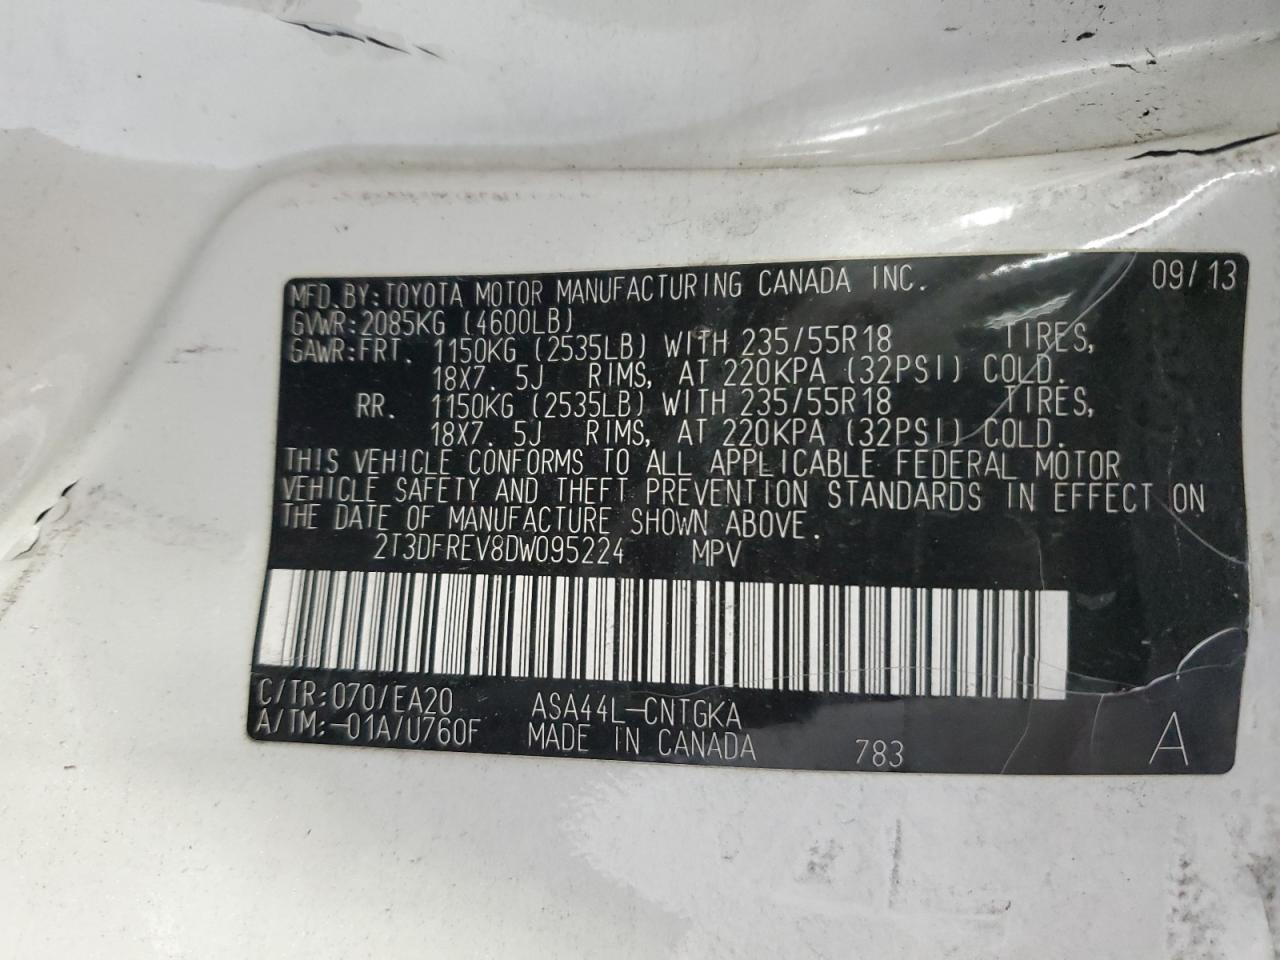 MFD. BY: TOYOTA MOTOR MANUFACTURING CANADA INC. 09/13
GVWR: 2085KG (4600LB)
GAWR: FRT. 1150KG (2535LB) WITH 235/55R18 TIRES,
18X7. 5J RIMS, AT 220KPA (32PSI) COLD.
RR. 1150KG (2535LB) WITH 235/55R18 TIRES,
18X7. 5J RIMS, AT 220KPA (32PSI) COLD.
THIS VEHICLE CONFORMS TO ALL APPLICABLE FEDERAL MOTOR
VEHICLE SAFETY AND THEFT PREVENTION STANDARDS IN EFFECT ON
THE DATE OF MANUFACTURE SHOWN ABOVE.
2T3DFREV8DW095224 MPV
C/TR: 070/EA20 ASA44L-CNTGKA
A/TM: -01A/U760F MADE IN CANADA 783 A